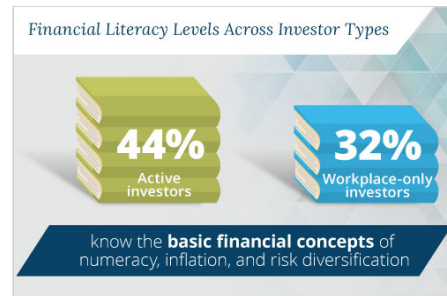 Financial Literacy Levels Across Investor Types
44%
Active
investors
32%
Workplace-only
investors
know the basic financial concepts of
numeracy, inflation, and risk diversification